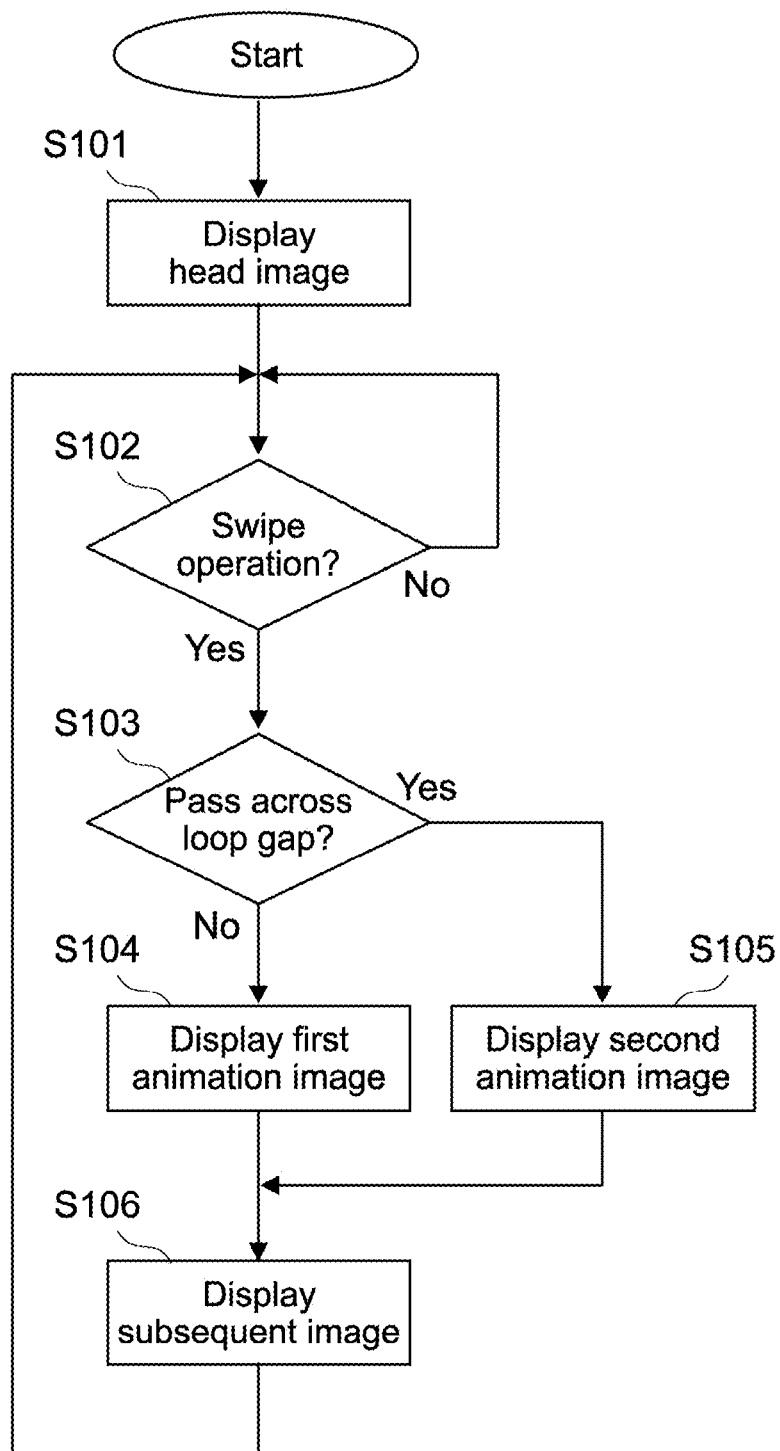 Start
S101
Display
head image
S102
Swipe
operation?
No
Yes
S103
Pass across
loop gap?
Yes
No
S104
S105
Display first
animation image
Display second
animation image
S106
Display
subsequent image